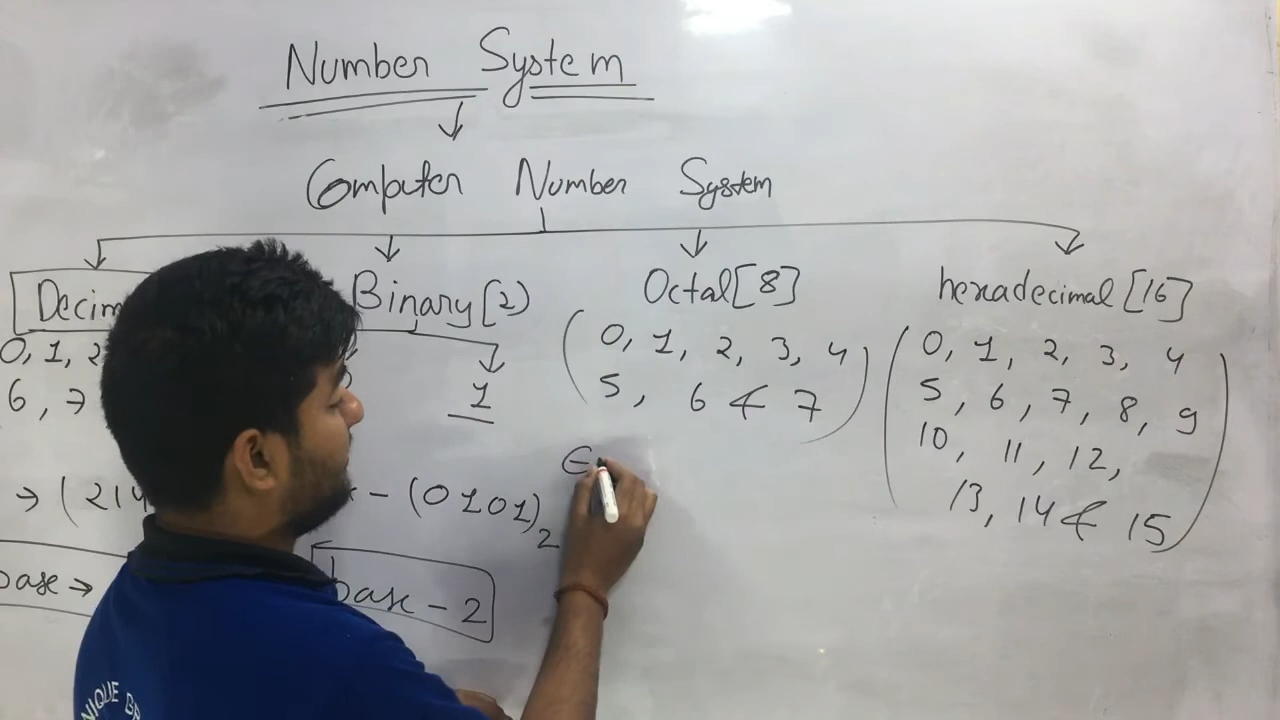 Number System
Computer Number System
Binary [2]
Octal [8]
hexadecimal [16]
0, 1, 2
6, 7
1
0, 1, 2, 3, 4
5, 6 & 7
0, 1, 2, 3, 4
5, 6, 7, 8, 9
10, 11, 12,
13, 14 & 15
→ (214
- (0101)2
base →
base - 2